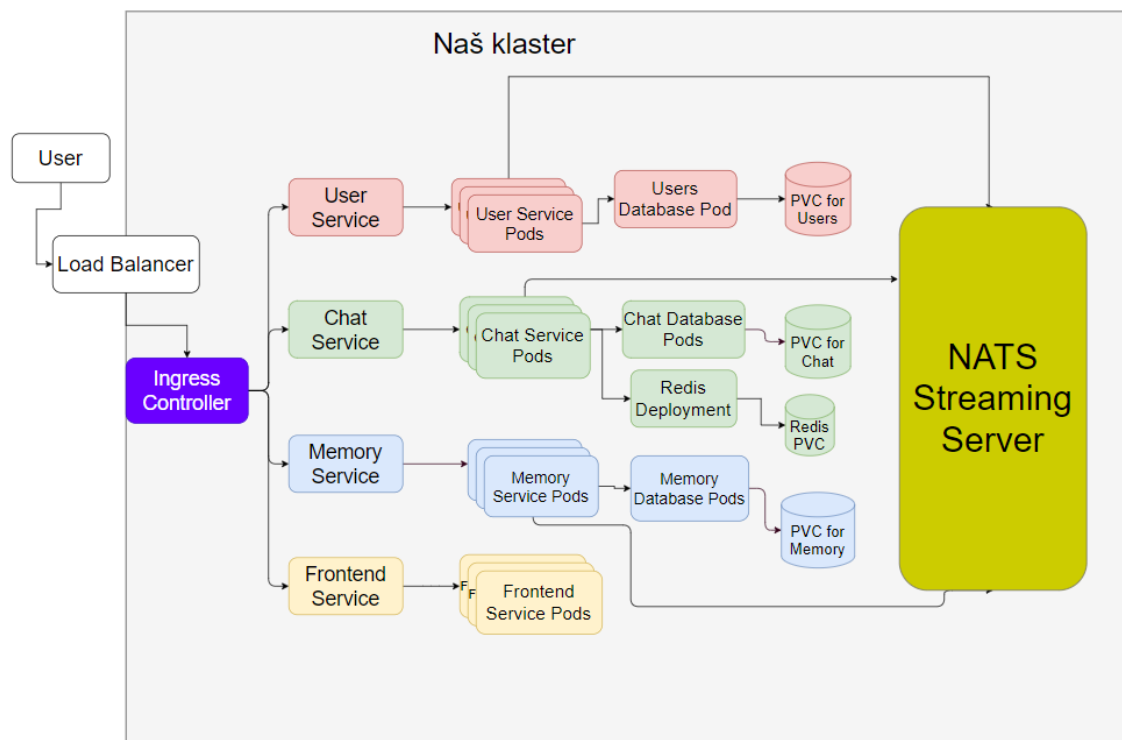 Naš klaster
User
Load Balancer
Ingress
Controller
User
Service
User Service
Pods
Users
Database Pod
PVC for
Users
Chat
Service
Chat Service
Pods
Chat Database
Pods
PVC for
Chat
Redis
Deployment
Redis
PVC
Memory
Service
Memory
Service Pods
Memory
Database Pods
PVC for
Memory
Frontend
Service
F
F
Frontend
Service Pods
NATS
Streaming
Server